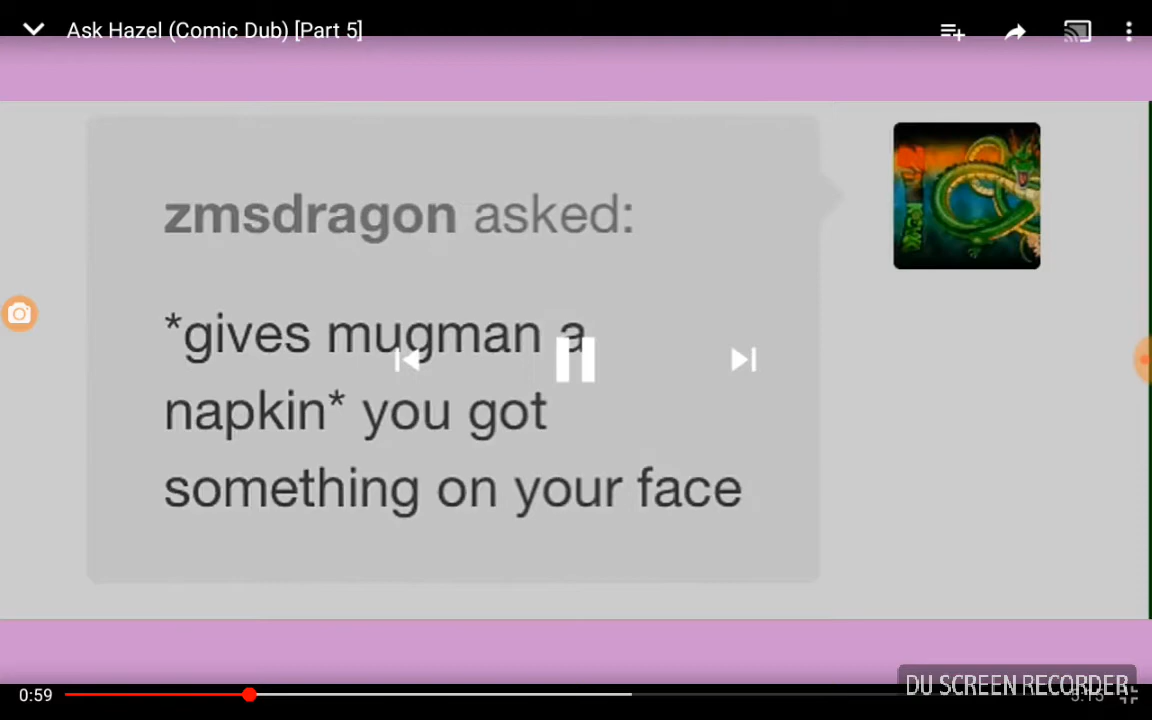 Ask Hazel (Comic Dub) [Part 5]
zmsdragon asked:
*gives mugman a
napkin* you got
something on your face
0:59
DU SCREEN RECORDER